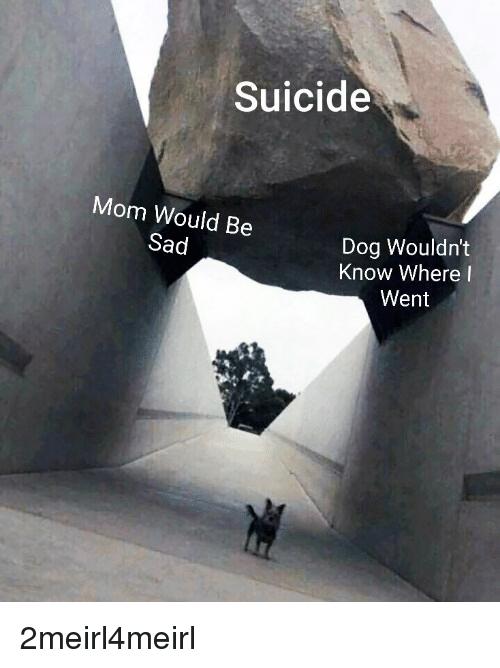 Suicide
Mom Would Be
Sad
Dog Wouldn't
Know Where I
Went
2meirl4meirl